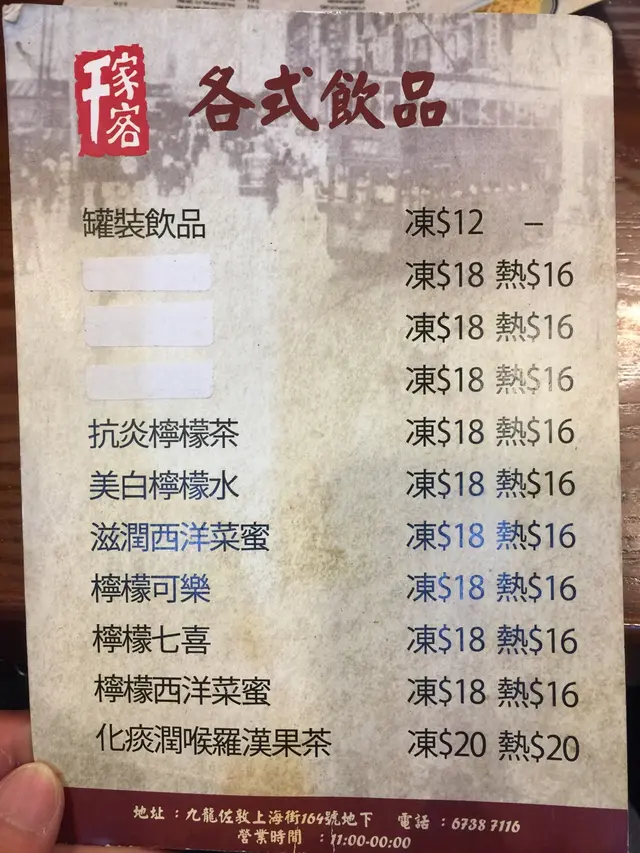 千家客
各式飲品
罐裝飲品 凍$12 –
凍$18 熱$16
凍$18 熱$16
凍$18 熱$16
抗炎檸檬茶 凍$18 熱$16
美白檸檬水 凍$18 熱$16
滋潤西洋菜蜜 凍$18 熱$16
檸檬可樂 凍$18 熱$16
檸檬七喜 凍$18 熱$16
檸檬西洋菜蜜 凍$18 熱$16
化痰潤喉羅漢果茶 凍$20 熱$20
地址：九龍佐敦上海街164號地下 電話：6738 7116
營業時間：11:00-00:00